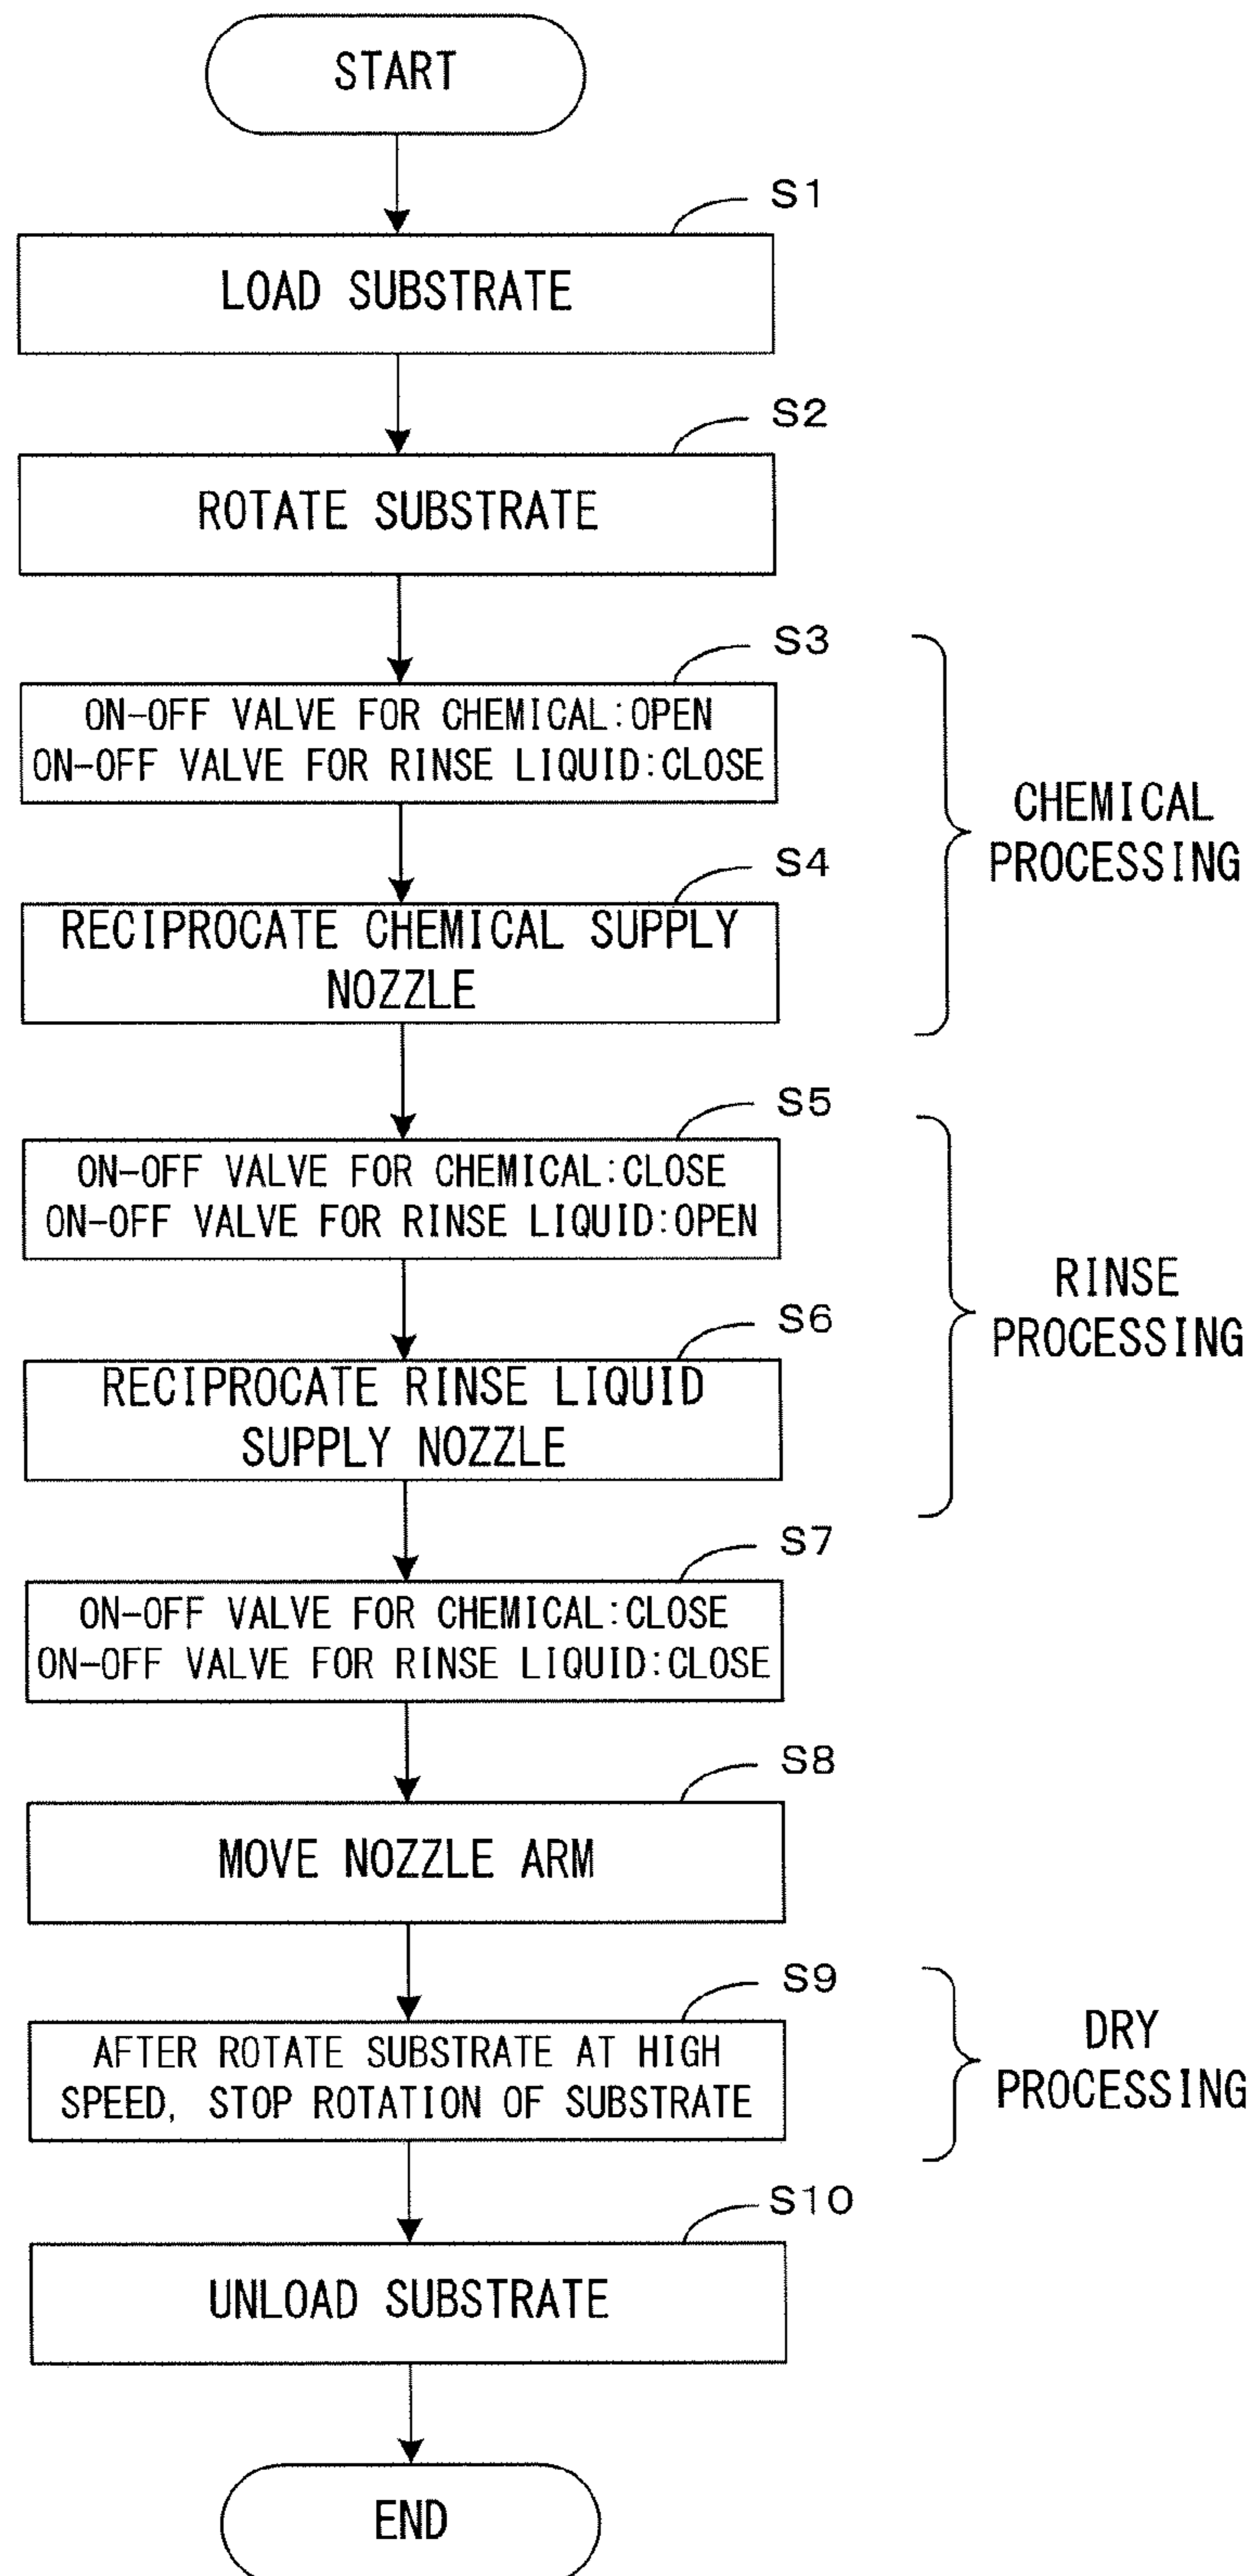 START
S1
LOAD SUBSTRATE
S2
ROTATE SUBSTRATE
S3
ON-OFF VALVE FOR CHEMICAL:OPEN
ON-OFF VALVE FOR RINSE LIQUID:CLOSE
CHEMICAL
PROCESSING
S4
RECIPROCATE CHEMICAL SUPPLY
NOZZLE
S5
ON-OFF VALVE FOR CHEMICAL:CLOSE
ON-OFF VALVE FOR RINSE LIQUID:OPEN
RINSE
PROCESSING
S6
RECIPROCATE RINSE LIQUID
SUPPLY NOZZLE
S7
ON-OFF VALVE FOR CHEMICAL:CLOSE
ON-OFF VALVE FOR RINSE LIQUID:CLOSE
S8
MOVE NOZZLE ARM
S9
AFTER ROTATE SUBSTRATE AT HIGH
SPEED, STOP ROTATION OF SUBSTRATE
DRY
PROCESSING
S10
UNLOAD SUBSTRATE
END